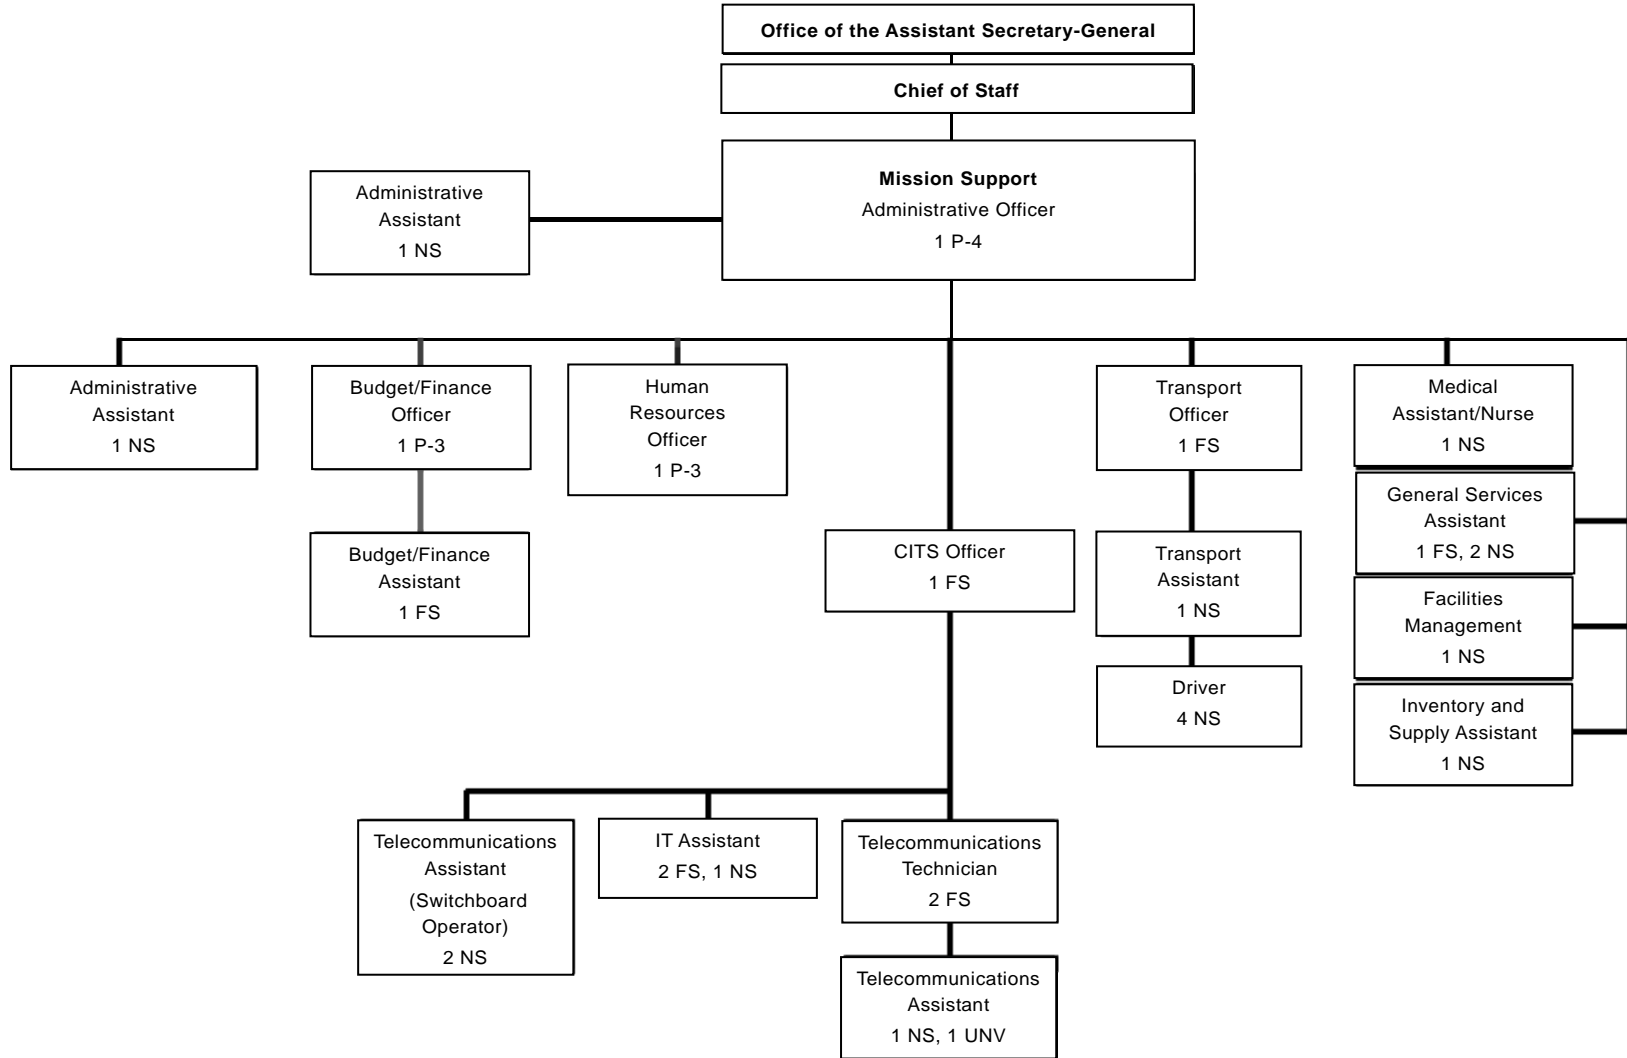 Office of the Assistant Secretary-General
Chief of Staff
Mission Support
Administrative Officer
1 P-4
Administrative
Assistant
1 NS
Administrative
Assistant
1 NS
Budget/Finance
Officer
1 P-3
Human
Resources
Officer
1 P-3
Transport
Officer
1 FS
Medical
Assistant/Nurse
1 NS
General Services
Assistant
1 FS, 2 NS
Budget/Finance
Assistant
1 FS
CITS Officer
1 FS
Transport
Assistant
1 NS
Facilities
Management
1 NS
Driver
4 NS
Inventory and
Supply Assistant
1 NS
Telecommunications
Assistant
(Switchboard
Operator)
2 NS
IT Assistant
2 FS, 1 NS
Telecommunications
Technician
2 FS
Telecommunications
Assistant
1 NS, 1 UNV